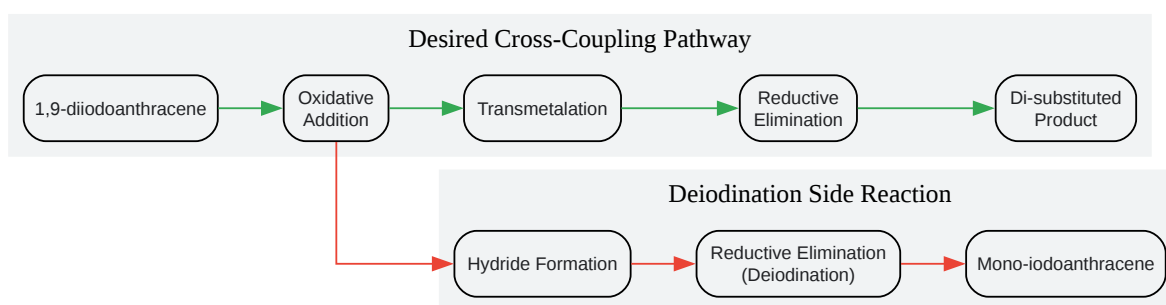 Desired Cross-Coupling Pathway
1,9-diiodoanthracene
Oxidative
Addition
Transmetalation
Reductive
Elimination
Di-substituted
Product
Deiodination Side Reaction
Hydride Formation
Reductive Elimination
(Deiodination)
Mono-iodoanthracene